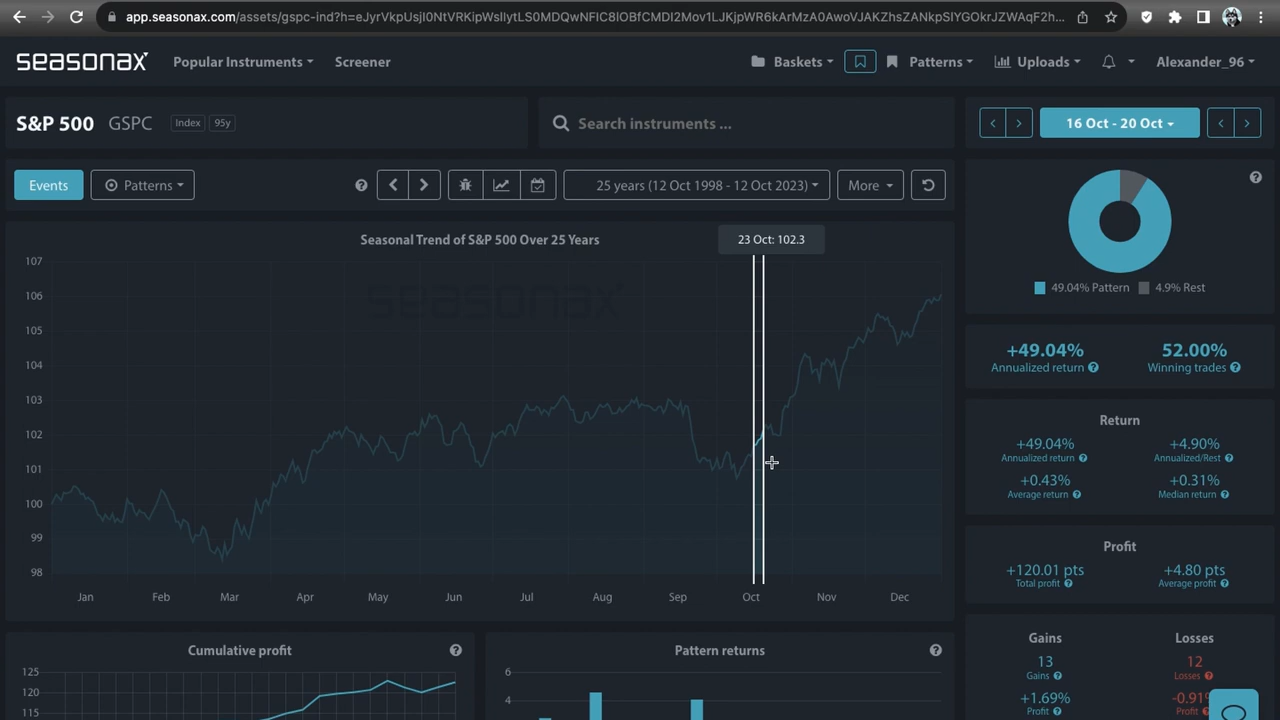 app.seasonax.com/assets/gspc-ind?h=
seasonax Popular Instruments Screener Baskets Patterns Uploads Alexander_96
S&P 500 GSPC Index 95y Search instruments ... 16 Oct - 20 Oct
Events Patterns 25 years (12 Oct 1998 - 12 Oct 2023) More
Seasonal Trend of S&P 500 Over 25 Years
23 Oct: 102.3
seasonax
107
106
105
104
103
102
101
100
99
98
Jan Feb Mar Apr May Jun Jul Aug Sep Oct Nov Dec
49.04% Pattern 4.9% Rest
+49.04% 52.00%
Annualized return Winning trades
Return
+49.04% +4.90%
Annualized return Annualized/Rest
+0.43% +0.31%
Average return Median return
Profit
+120.01 pts +4.80 pts
Total profit Average profit
Gains Losses
13 12
Gains Losses
+1.69% -0.91%
Profit Profit
Cumulative profit
125
120
115
Pattern returns
6
4